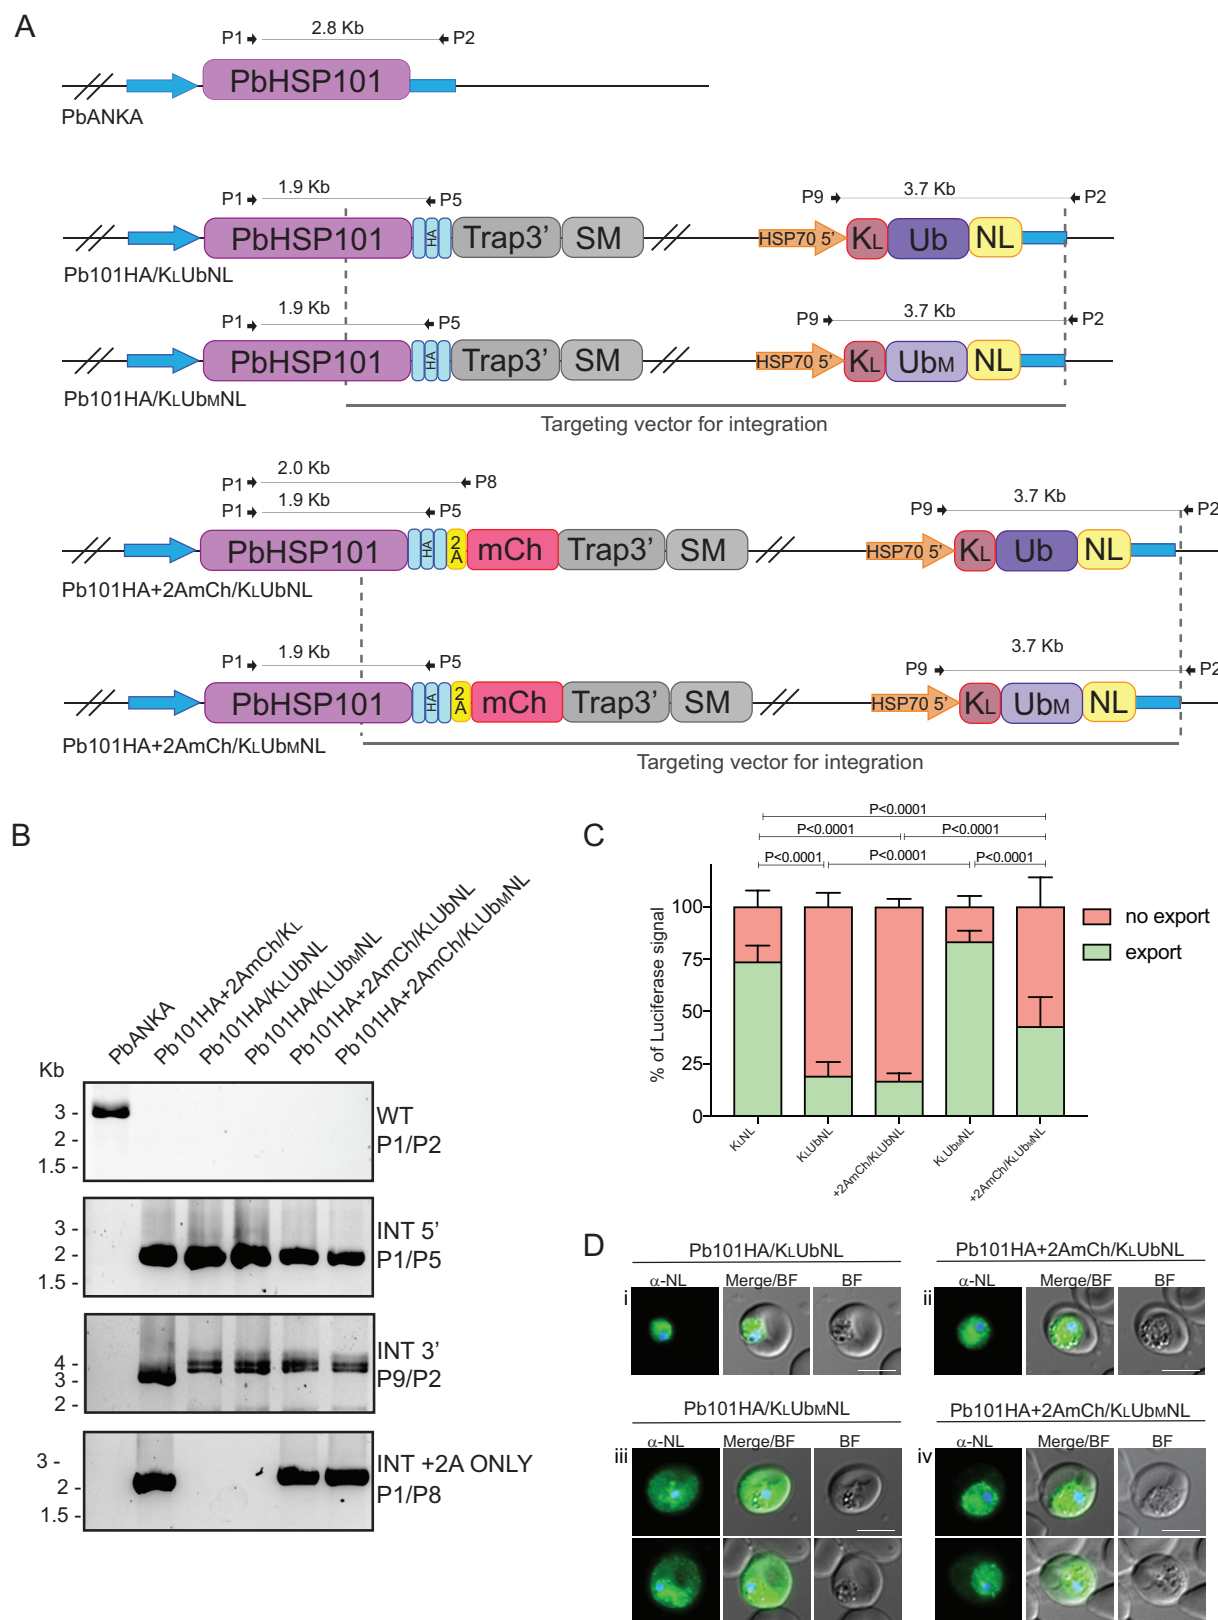 A
P1 2.8 Kb P2
PbHSP101
PbANKA
P1 1.9 Kb P5 P9 3.7 Kb P2
PbHSP101 HA Trap3' SM HSP70 5' KL Ub NL
Pb101HA/KLUbNL
P1 1.9 Kb P5 P9 3.7 Kb P2
PbHSP101 HA Trap3' SM HSP70 5' KL UbM NL
Pb101HA/KLUbMNL
Targeting vector for integration
P1 2.0 Kb P8
P1 1.9 Kb P5 P9 3.7 Kb P2
PbHSP101 HA 2A mCh Trap3' SM HSP70 5' KL Ub NL
Pb101HA+2AmCh/KLUbNL
P1 1.9 Kb P5 P9 3.7 Kb P2
PbHSP101 HA 2A mCh Trap3' SM HSP70 5' KL UbM NL
Pb101HA+2AmCh/KLUbMNL
Targeting vector for integration
B
PbANKA
Pb101HA+2AmCh/KL
Pb101HA/KLUbNL
Pb101HA/KLUbMNL
Pb101HA+2AmCh/KLUbNL
Pb101HA+2AmCh/KLUbMNL
Kb
3 -
2 -
1.5 -
WT
P1/P2
3 -
2 -
1.5 -
INT 5'
P1/P5
4 -
3 -
2 -
INT 3'
P9/P2
3 -
2 -
1.5 -
INT +2A ONLY
P1/P8
C
P<0.0001
P<0.0001 P<0.0001
P<0.0001 P<0.0001 P<0.0001
% of Luciferase signal
100
75
50
25
0
no export
export
KLNL
KLUbNL
+2AmCh/KLUbNL
KLUbMNL
+2AmCh/KLUbMNL
D
Pb101HA/KLUbNL
α-NL Merge/BF BF
i
Pb101HA+2AmCh/KLUbNL
α-NL Merge/BF BF
ii
Pb101HA/KLUbMNL
α-NL Merge/BF BF
iii
Pb101HA+2AmCh/KLUbMNL
α-NL Merge/BF BF
iv